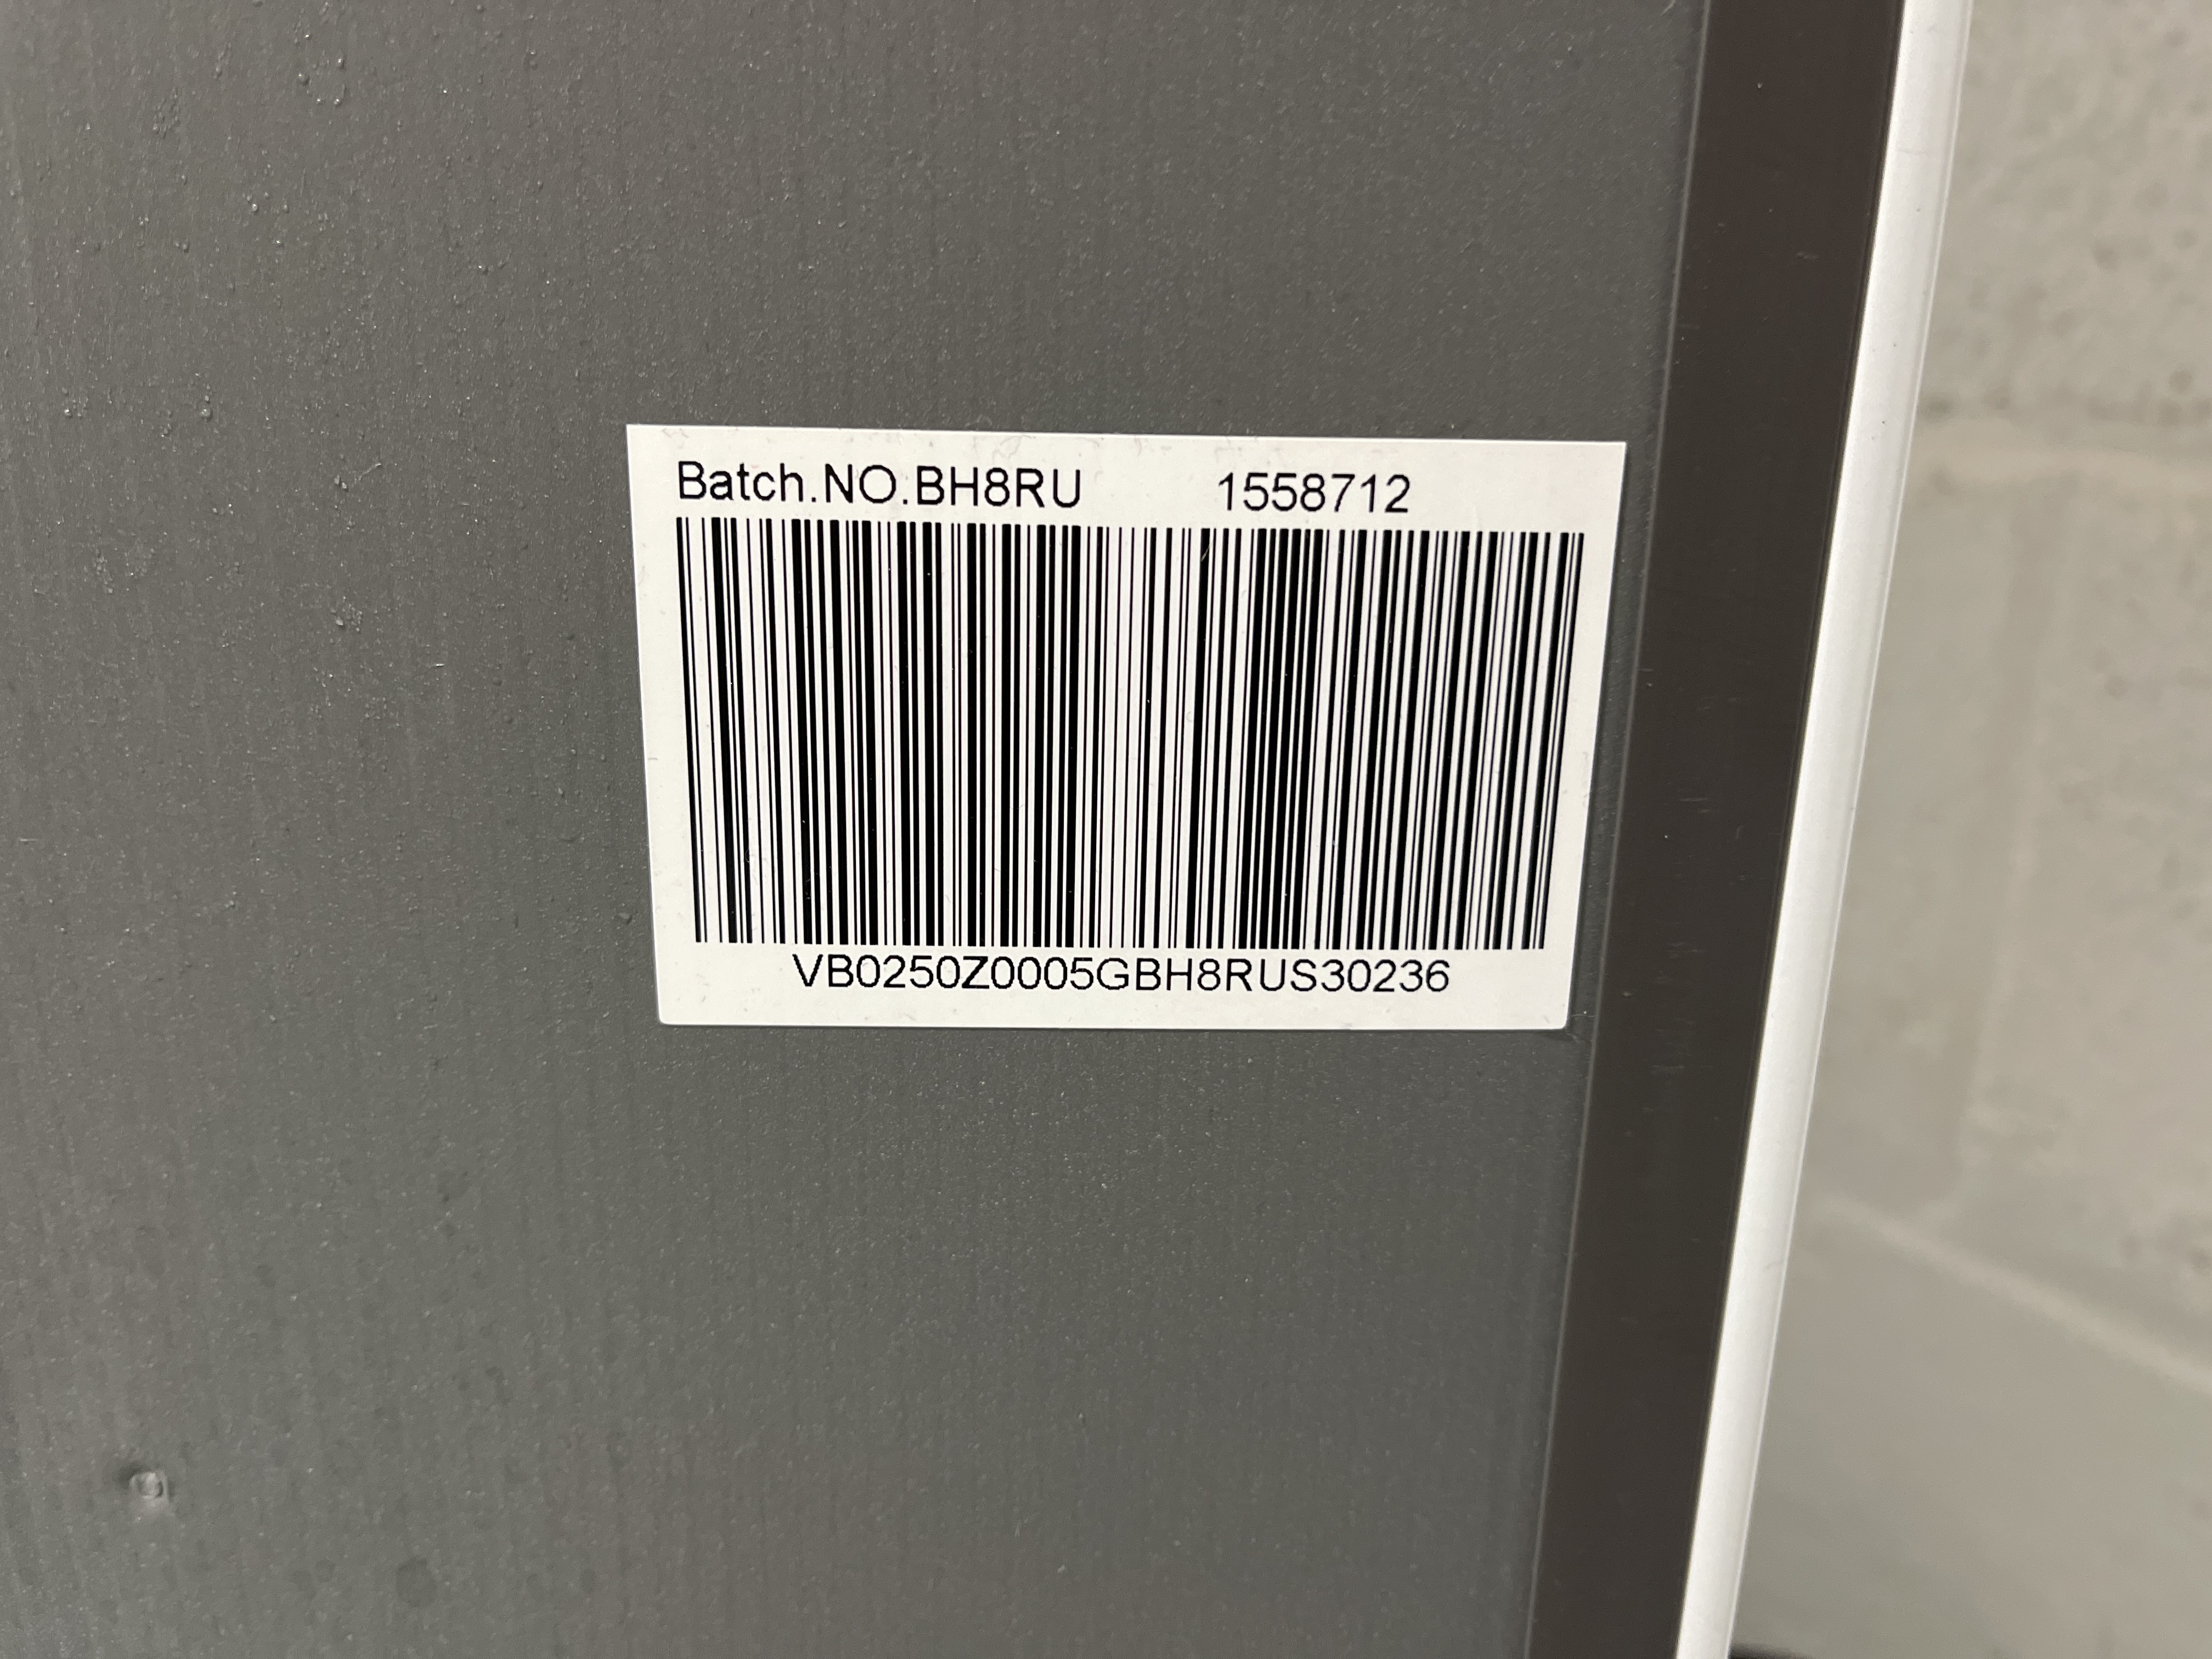 Batch.NO.BH8RU 1558712
VB0250Z0005GBH8RUS30236